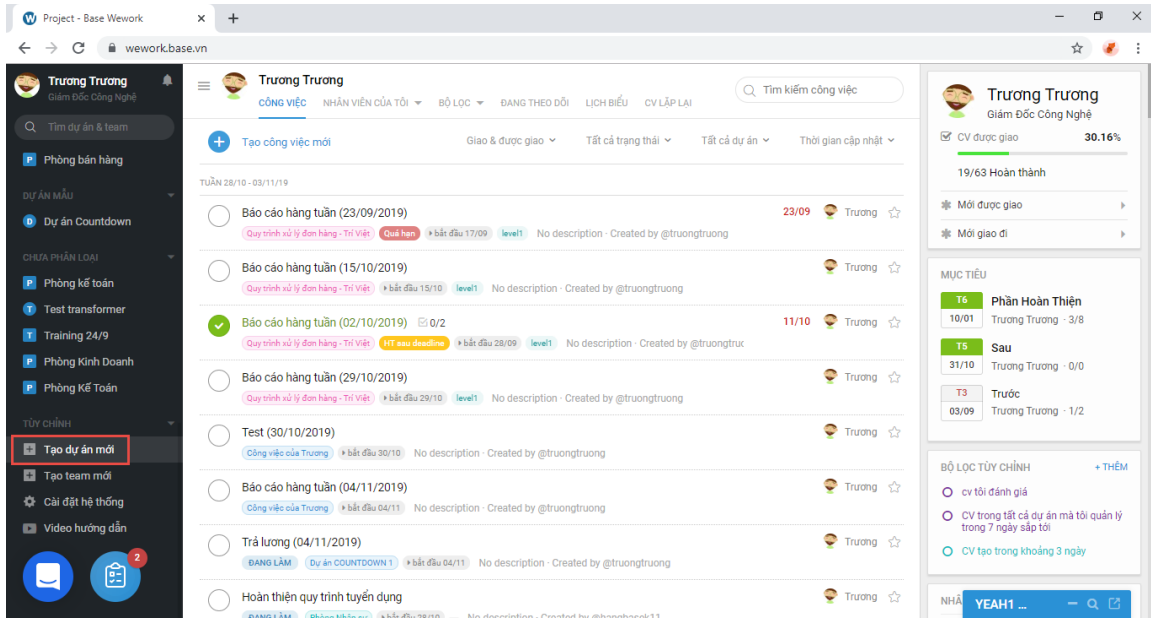 Project - Base Wework
wework.base.vn
Trương Trương
Giám Đốc Công Nghệ
Tìm dự án & team
P Phòng bán hàng
DỰ ÁN MẪU
D Dự án Countdown
CHƯA PHÂN LOẠI
P Phòng kế toán
T Test transformer
T Training 24/9
P Phòng Kinh Doanh
P Phòng Kế Toán
TÙY CHỈNH
Tạo dự án mới
Tạo team mới
Cài đặt hệ thống
Video hướng dẫn
2
Trương Trương
CÔNG VIỆC NHÂN VIÊN CỦA TÔI BỘ LỌC ĐANG THEO DÕI LỊCH BIỂU CV LẶP LẠI
Tìm kiếm công việc
Tạo công việc mới Giao & được giao Tất cả trạng thái Tất cả dự án Thời gian cập nhật
TUẦN 28/10 - 03/11/19
Báo cáo hàng tuần (23/09/2019) 23/09 Trương
Quy trình xử lý đơn hàng - Trí Việt Quá hạn bắt đầu 17/09 level1 No description · Created by @truongtruong
Báo cáo hàng tuần (15/10/2019) Trương
Quy trình xử lý đơn hàng - Trí Việt bắt đầu 15/10 level1 No description · Created by @truongtruong
Báo cáo hàng tuần (02/10/2019) 0/2 11/10 Trương
Quy trình xử lý đơn hàng - Trí Việt HT sau deadline bắt đầu 28/09 level1 No description · Created by @truongtruc
Báo cáo hàng tuần (29/10/2019) Trương
Quy trình xử lý đơn hàng - Trí Việt bắt đầu 29/10 level1 No description · Created by @truongtruong
Test (30/10/2019) Trương
Công việc của Trương bắt đầu 30/10 No description · Created by @truongtruong
Báo cáo hàng tuần (04/11/2019) Trương
Công việc của Trương bắt đầu 04/11 No description · Created by @truongtruong
Trả lương (04/11/2019) Trương
ĐANG LÀM Dự án COUNTDOWN 1 bắt đầu 04/11 No description · Created by @truongtruong
Hoàn thiện quy trình tuyển dụng Trương
ĐANG LÀM Phòng Nhân sự bắt đầu 28/10 No description · Created by @hangbasek11
Trương Trương
Giám Đốc Công Nghệ
CV được giao 30.16%
19/63 Hoàn thành
Mới được giao
Mới giao đi
MỤC TIÊU
T6 Phần Hoàn Thiện
10/01 Trương Trương · 3/8
T5 Sau
31/10 Trương Trương · 0/0
T3 Trước
03/09 Trương Trương · 1/2
BỘ LỌC TÙY CHỈNH + THÊM
cv tôi đánh giá
CV trong tất cả dự án mà tôi quản lý
trong 7 ngày sắp tới
CV tạo trong khoảng 3 ngày
NHÂ
YEAH1 ...